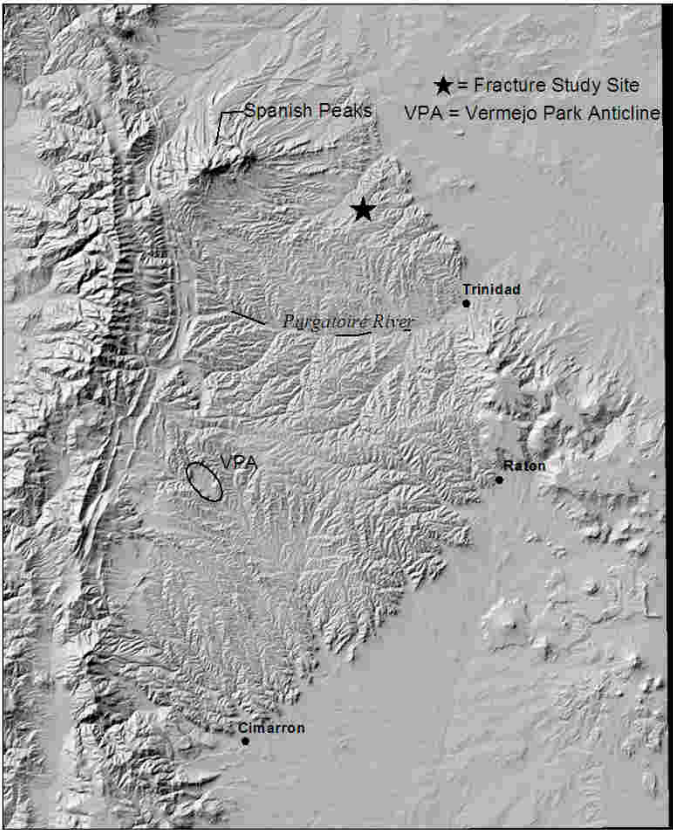 ★ = Fracture Study Site
Spanish Peaks
VPA = Vermejo Park Anticline
Trinidad
Purgatoire River
VPA
Raton
Cimarron